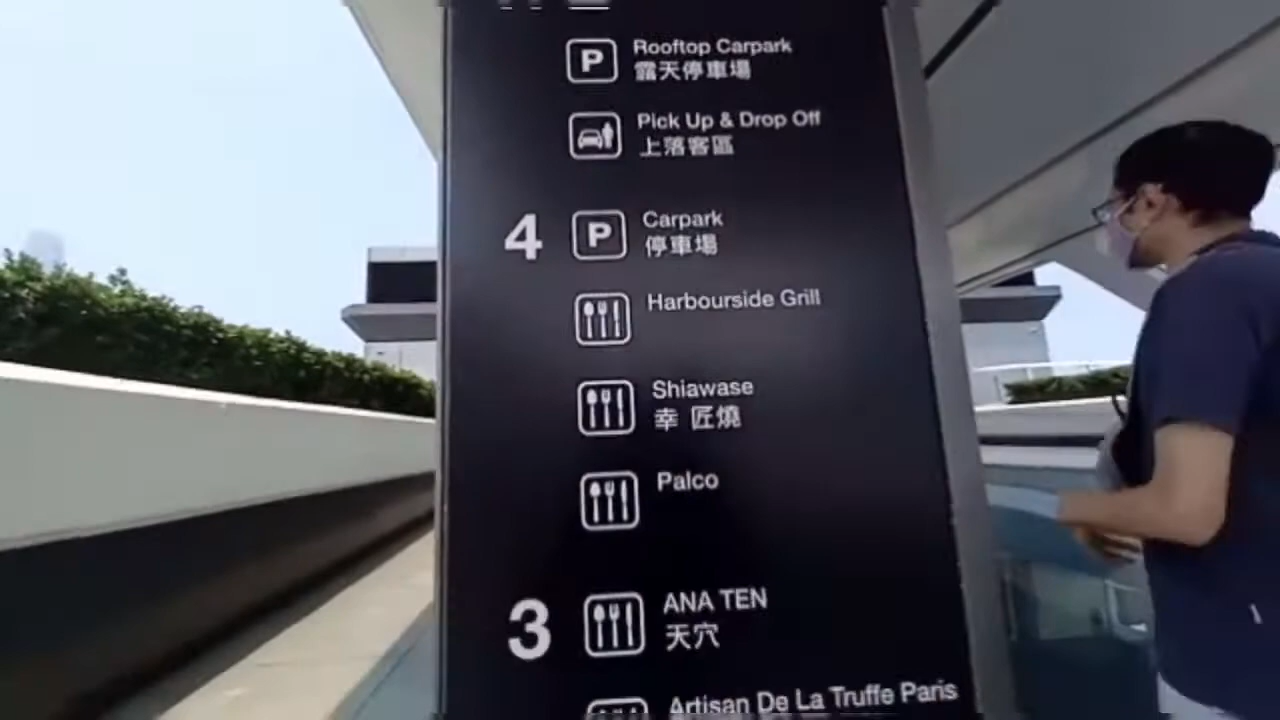 P Rooftop Carpark
露天停車場
Pick Up & Drop Off
上落客區
4 P Carpark
停車場
Harbourside Grill
Shiawase
幸 匠燒
Palco
3 ANA TEN
天穴
Artisan De La Truffe Paris